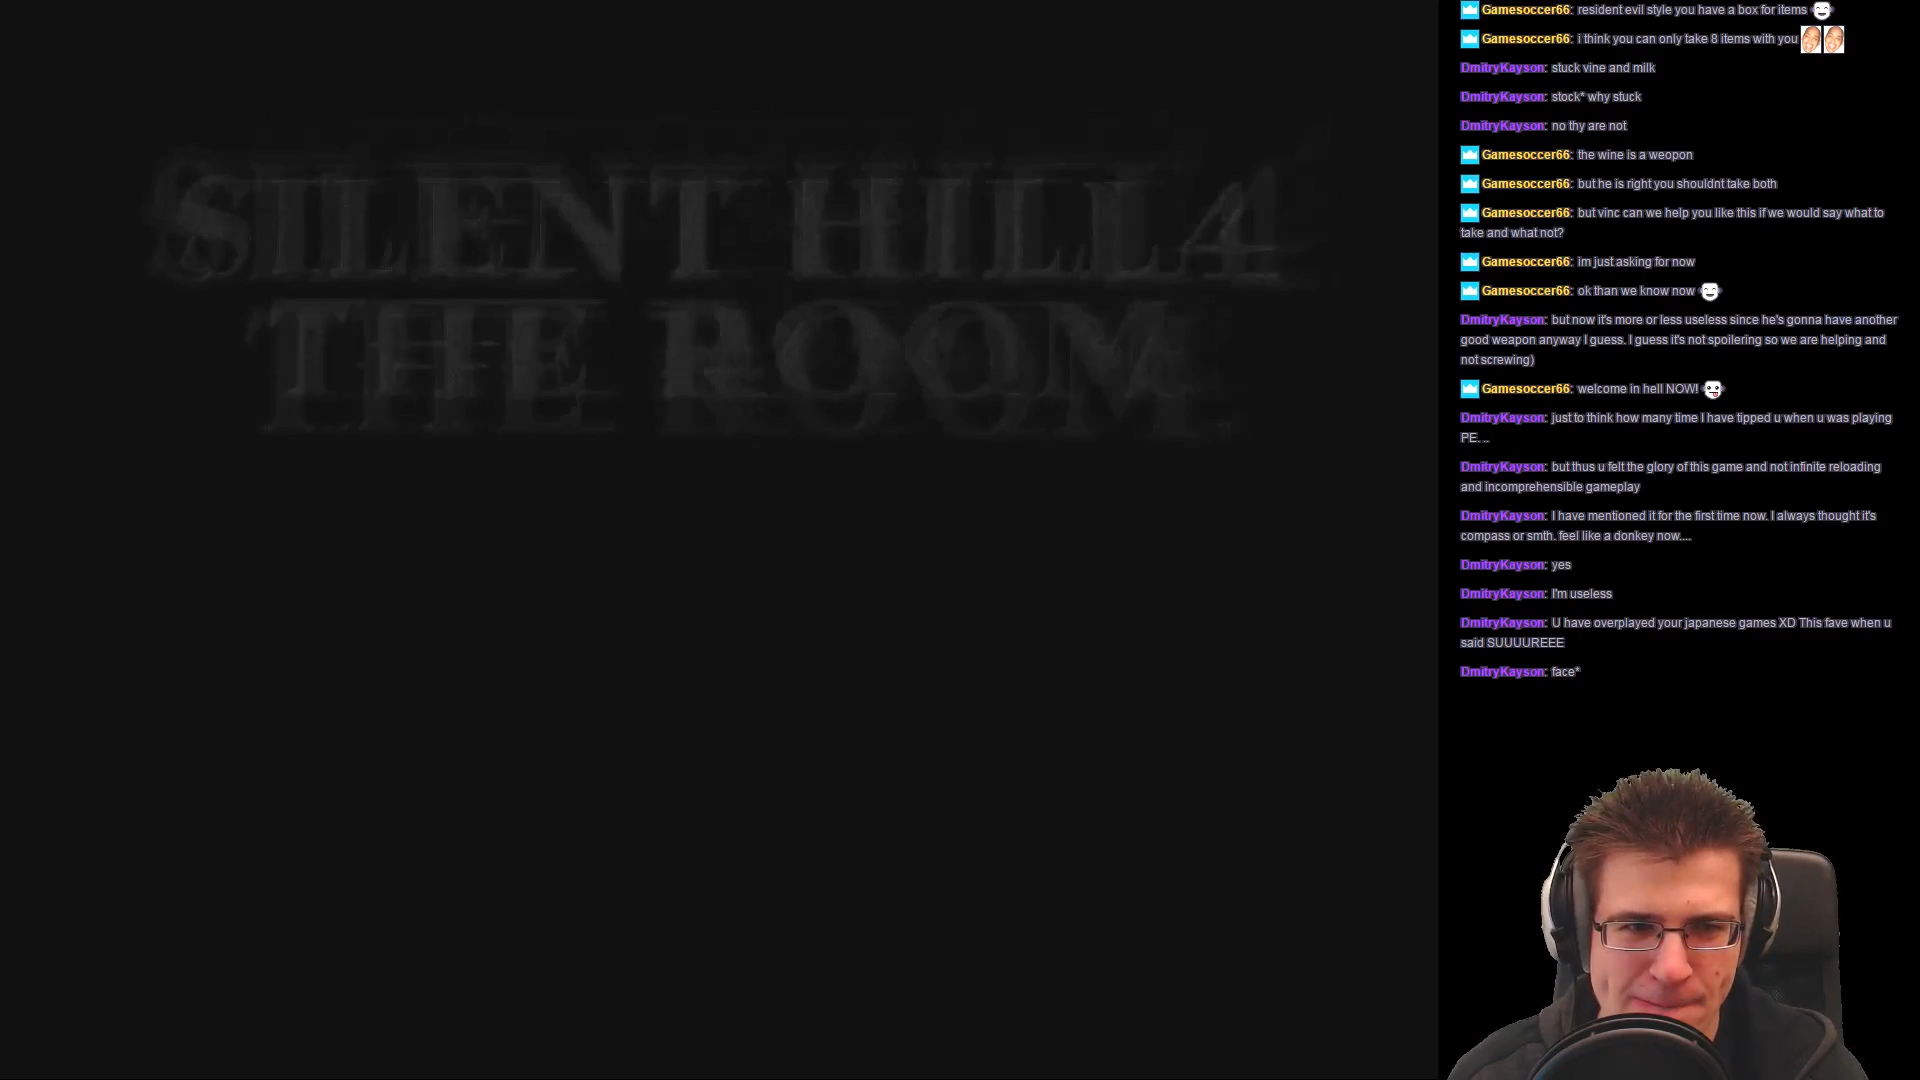 SILENT HILL 4
THE ROOM
Gamesoccer66: resident evil style you have a box for items
Gamesoccer66: i think you can only take 8 items with you
DmitryKayson: stuck vine and milk
DmitryKayson: stock* why stuck
DmitryKayson: no thy are not
Gamesoccer66: the wine is a weopon
Gamesoccer66: but he is right you shouldnt take both
Gamesoccer66: but vinc can we help you like this if we would say what to
take and what not?
Gamesoccer66: im just asking for now
Gamesoccer66: ok than we know now
DmitryKayson: but now it's more or less useless since he's gonna have another
good weapon anyway I guess. I guess it's not spoilering so we are helping and
not screwing)
Gamesoccer66: welcome in hell NOW!
DmitryKayson: just to think how many time I have tipped u when u was playing
PE...
DmitryKayson: but thus u felt the glory of this game and not infinite reloading
and incomprehensible gameplay
DmitryKayson: I have mentioned it for the first time now. I always thought it's
compass or smth. feel like a donkey now....
DmitryKayson: yes
DmitryKayson: I'm useless
DmitryKayson: U have overplayed your japanese games XD This fave when u
said SUUUUREEE
DmitryKayson: face*